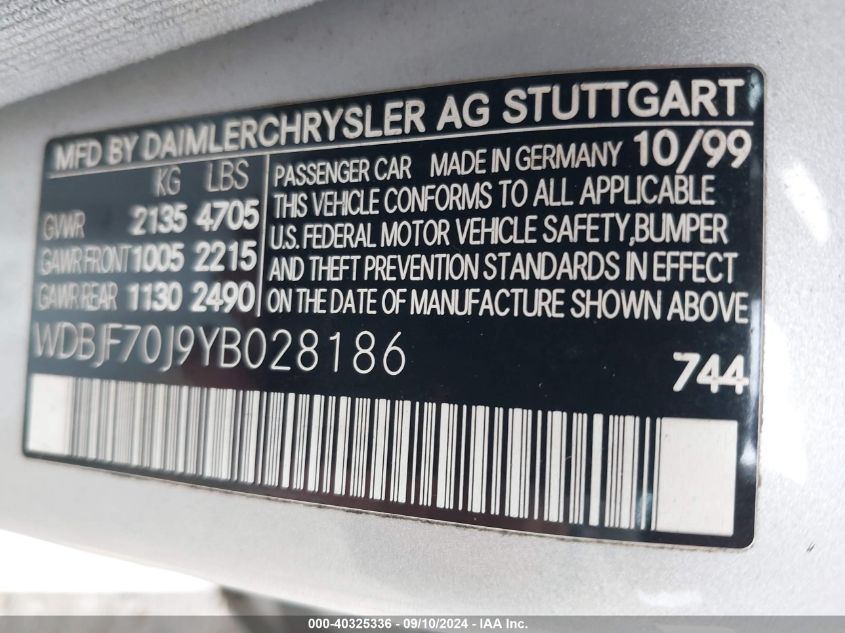 MFD BY DAIMLERCHRYSLER AG STUTTGART
KG LBS
GVWR 2135 4705
GAWR FRONT 1005 2215
GAWR REAR 1130 2490
PASSENGER CAR MADE IN GERMANY 10/99
THIS VEHICLE CONFORMS TO ALL APPLICABLE
U.S. FEDERAL MOTOR VEHICLE SAFETY, BUMPER
AND THEFT PREVENTION STANDARDS IN EFFECT
ON THE DATE OF MANUFACTURE SHOWN ABOVE
WDBJF70J9YB028186
744
000-40325336 - 09/10/2024 - IAA Inc.